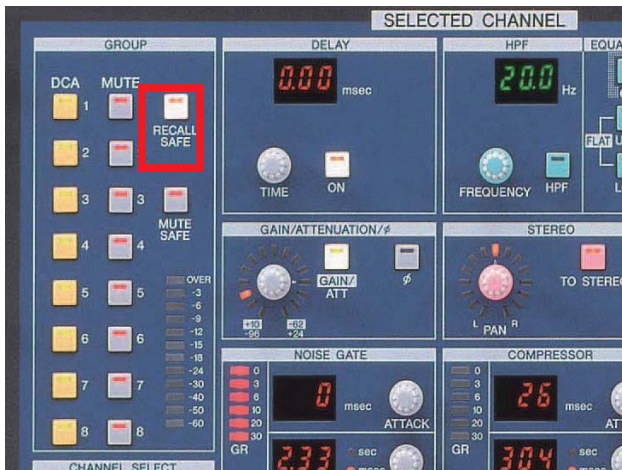 SELECTED CHANNEL
GROUP
DCA
MUTE
1
RECALL
SAFE
2
3
3
MUTE
SAFE
4
4
5
5
6
6
7
7
8
8
OVER
-3
-6
-9
-12
-15
-18
-24
-30
-40
-50
-60
CHANNEL SELECT
DELAY
0.00 msec
TIME
ON
HPF
20.0 Hz
FREQUENCY
HPF
EQUA
FLAT
U
L
GAIN/ATTENUATION/ø
GAIN/
ATT
ø
+10 -62
-96 +24
STEREO
L PAN R
TO STEREO
NOISE GATE
0
3
6
10
20
30
GR
0 msec
ATTACK
2.33
sec
msec
COMPRESSOR
0
3
6
10
20
30
GR
26 msec
AT
304
sec
msec